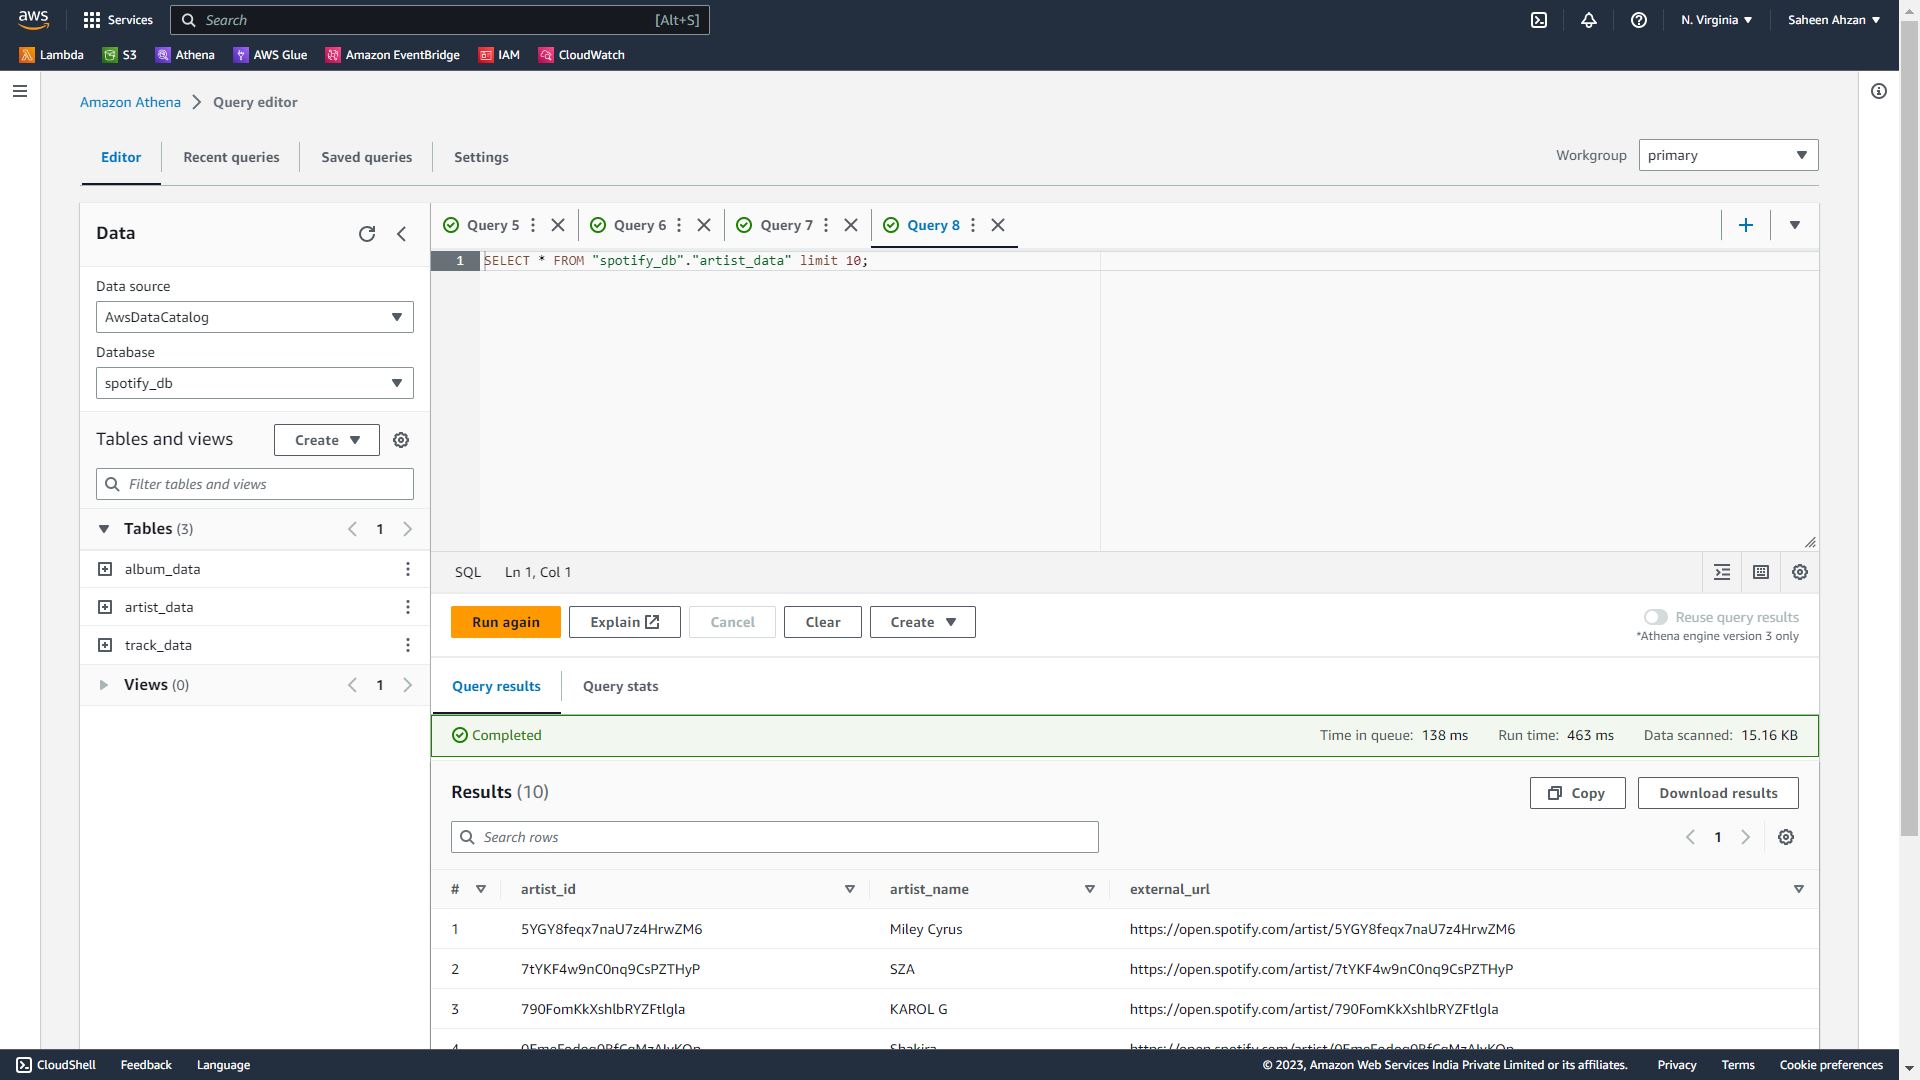 aws
Services
Search
[Alt+S]
N. Virginia
Saheen Ahzan
Lambda
S3
Athena
AWS Glue
Amazon EventBridge
IAM
CloudWatch
Amazon Athena
Query editor
Editor
Recent queries
Saved queries
Settings
Workgroup
primary
Data
Data source
AwsDataCatalog
Database
spotify_db
Tables and views
Create
Filter tables and views
Tables (3)
1
album_data
artist_data
track_data
Views (0)
1
Query 5
Query 6
Query 7
Query 8
1
SELECT * FROM "spotify_db"."artist_data" limit 10;
SQL
Ln 1, Col 1
Run again
Explain
Cancel
Clear
Create
Reuse query results
*Athena engine version 3 only
Query results
Query stats
Completed
Time in queue: 138 ms
Run time: 463 ms
Data scanned: 15.16 KB
Results (10)
Copy
Download results
Search rows
1
# artist_id artist_name external_url
1 5YGY8feqx7naU7z4HrwZM6 Miley Cyrus https://open.spotify.com/artist/5YGY8feqx7naU7z4HrwZM6
2 7tYKF4w9nC0nq9CsPZTHyP SZA https://open.spotify.com/artist/7tYKF4w9nC0nq9CsPZTHyP
3 790FomKkXshlbRYZFtlgla KAROL G https://open.spotify.com/artist/790FomKkXshlbRYZFtlgla
4 Shakira
CloudShell
Feedback
Language
© 2023, Amazon Web Services India Private Limited or its affiliates.
Privacy
Terms
Cookie preferences